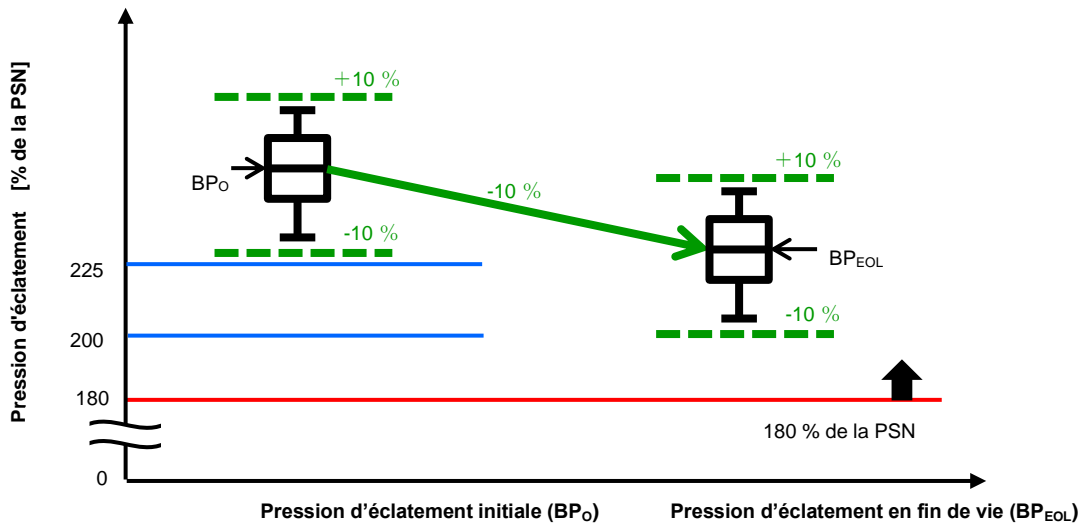 Pression d'éclatement [% de la PSN]
+10 %
BPO
-10 %
-10 %
+10 %
BPEOL
-10 %
225
200
180
180 % de la PSN
0
Pression d'éclatement initiale (BPO)
Pression d'éclatement en fin de vie (BPEOL)